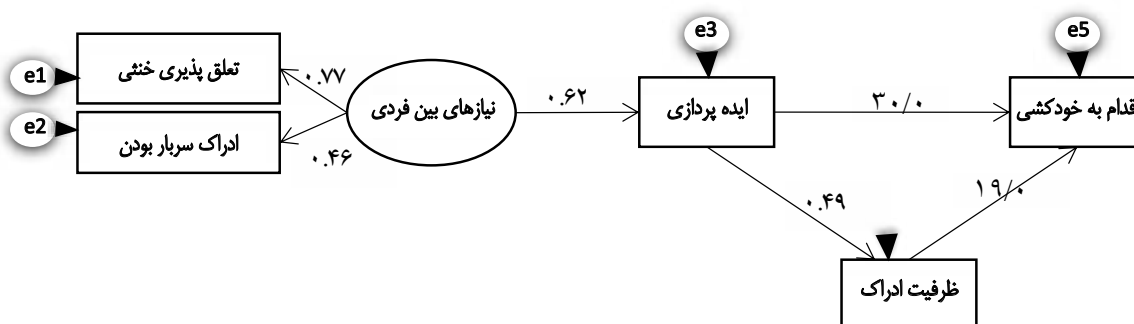 e3
e5
e1
تعلق پذیری خنثی
۰.۷۷
نیازهای بین فردی
۰.۶۲
ایده پردازی
۳۰/۰
قدام به خودکشی
e2
ادراک سربار بودن
۰.۴۶
۰.۴۹
۱۹/۰
ظرفیت ادراک